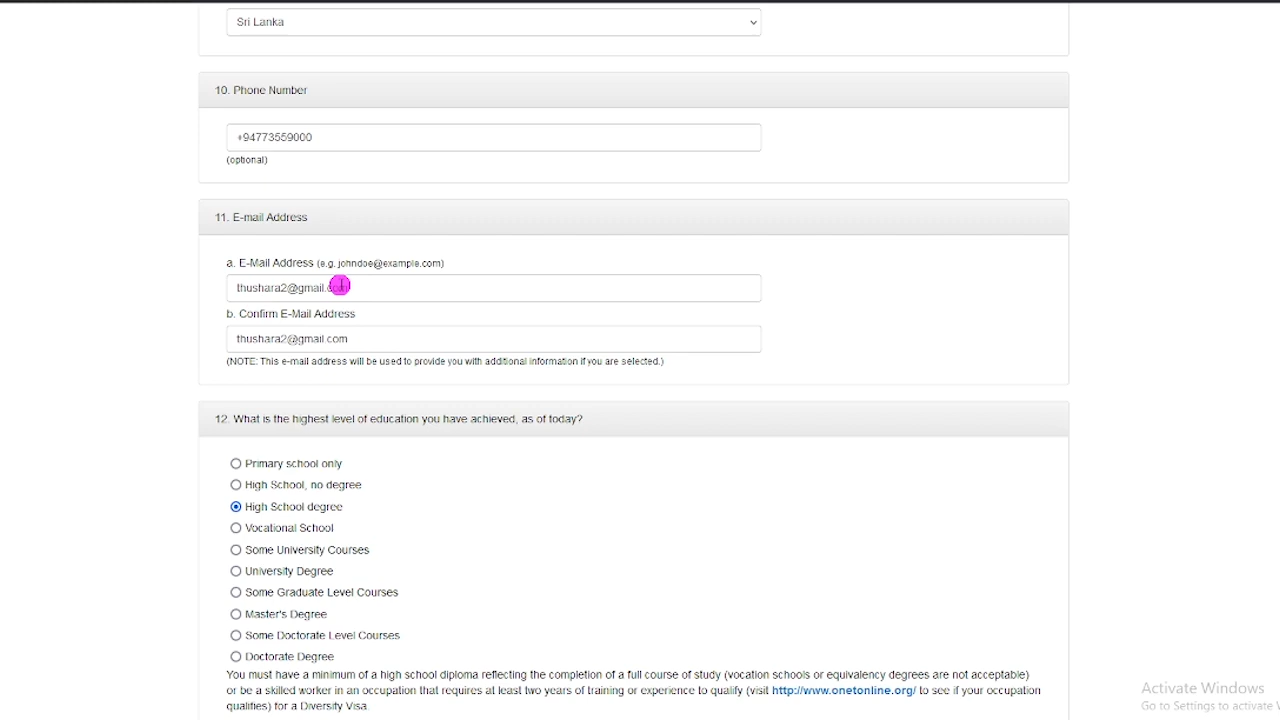 Sri Lanka
10. Phone Number
+94773559000
(optional)
11. E-mail Address
a. E-Mail Address (e.g. johndoe@example.com)
thushara2@gmail.com
b. Confirm E-Mail Address
thushara2@gmail.com
(NOTE: This e-mail address will be used to provide you with additional information if you are selected.)
12. What is the highest level of education you have achieved, as of today?
Primary school only
High School, no degree
High School degree
Vocational School
Some University Courses
University Degree
Some Graduate Level Courses
Master's Degree
Some Doctorate Level Courses
Doctorate Degree
You must have a minimum of a high school diploma reflecting the completion of a full course of study (vocation schools or equivalency degrees are not acceptable)
or be a skilled worker in an occupation that requires at least two years of training or experience to qualify (visit http://www.onetonline.org/ to see if your occupation
qualifies) for a Diversity Visa.
Activate Windows
Go to Settings to activate